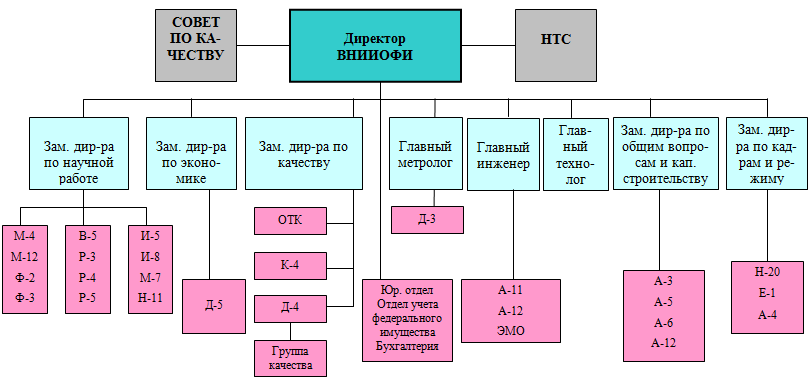 СОВЕТ
ПО КА-
ЧЕСТВУ
Директор
ВНИИОФИ
НТС
Зам. дир-ра
по научной
работе
Зам. дир-ра
по эконо-
мике
Зам. дир-ра по
качеству
Главный
метролог
Главный
инженер
Глав-
ный
техно-
лог
Зам. дир-ра по
общим вопро-
сам и кап.
строительству
Зам. дир-
ра по кад-
рам и ре-
жиму
М-4
М-12
Ф-2
Ф-3
В-5
Р-3
Р-4
Р-5
И-5
И-8
М-7
Н-11
Д-5
ОТК
К-4
Д-4
Группа
качества
Юр. отдел
Отдел учета
федерального
имущества
Бухгалтерия
Д-3
А-11
А-12
ЭМО
А-3
А-5
А-6
А-12
Н-20
Е-1
А-4